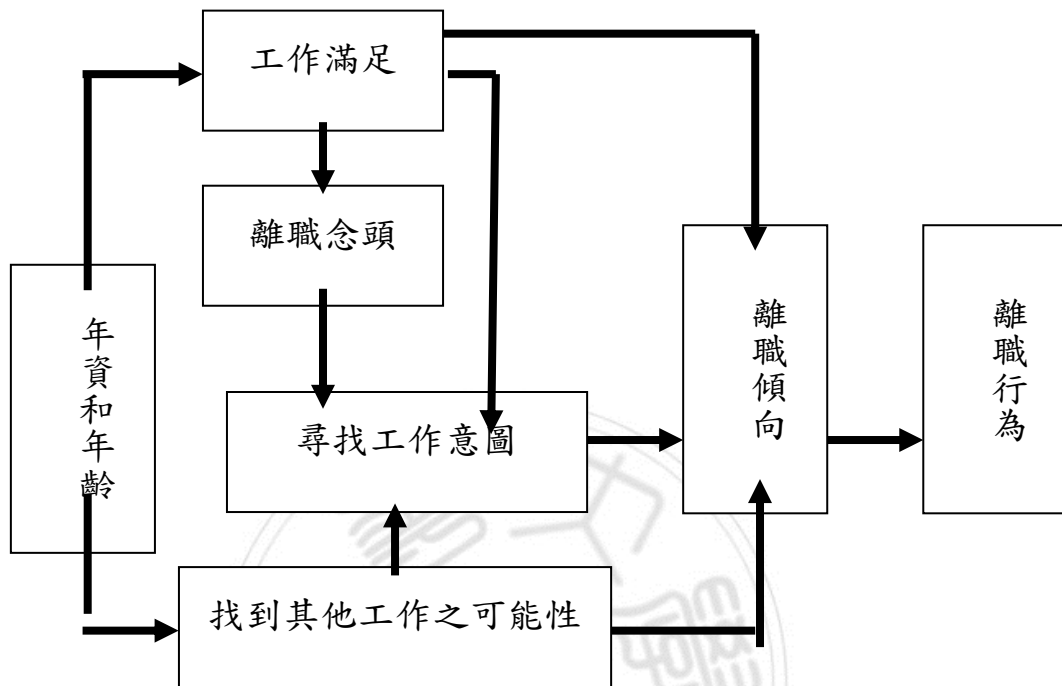 工作滿足
離職念頭
年資和年齡
尋找工作意圖
離職傾向
離職行為
找到其他工作之可能性